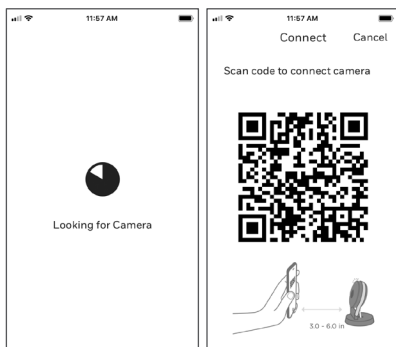 11:57 AM
Looking for Camera
11:57 AM
Connect Cancel
Scan code to connect camera
3.0 - 6.0 in